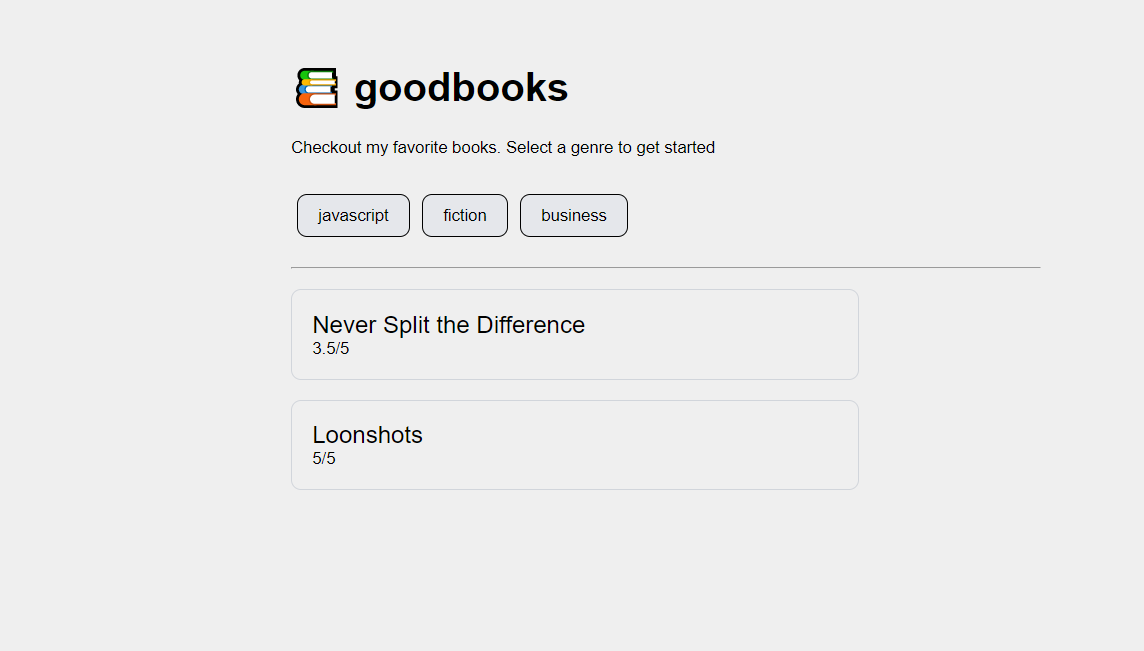 goodbooks
Checkout my favorite books. Select a genre to get started
javascript fiction business
Never Split the Difference
3.5/5
Loonshots
5/5